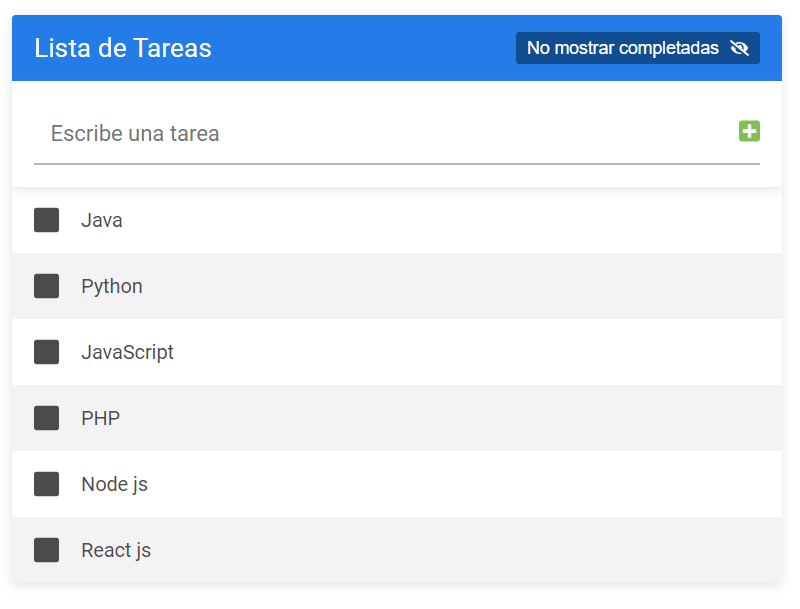 Lista de Tareas
No mostrar completadas
Escribe una tarea
Java
Python
JavaScript
PHP
Node js
React js